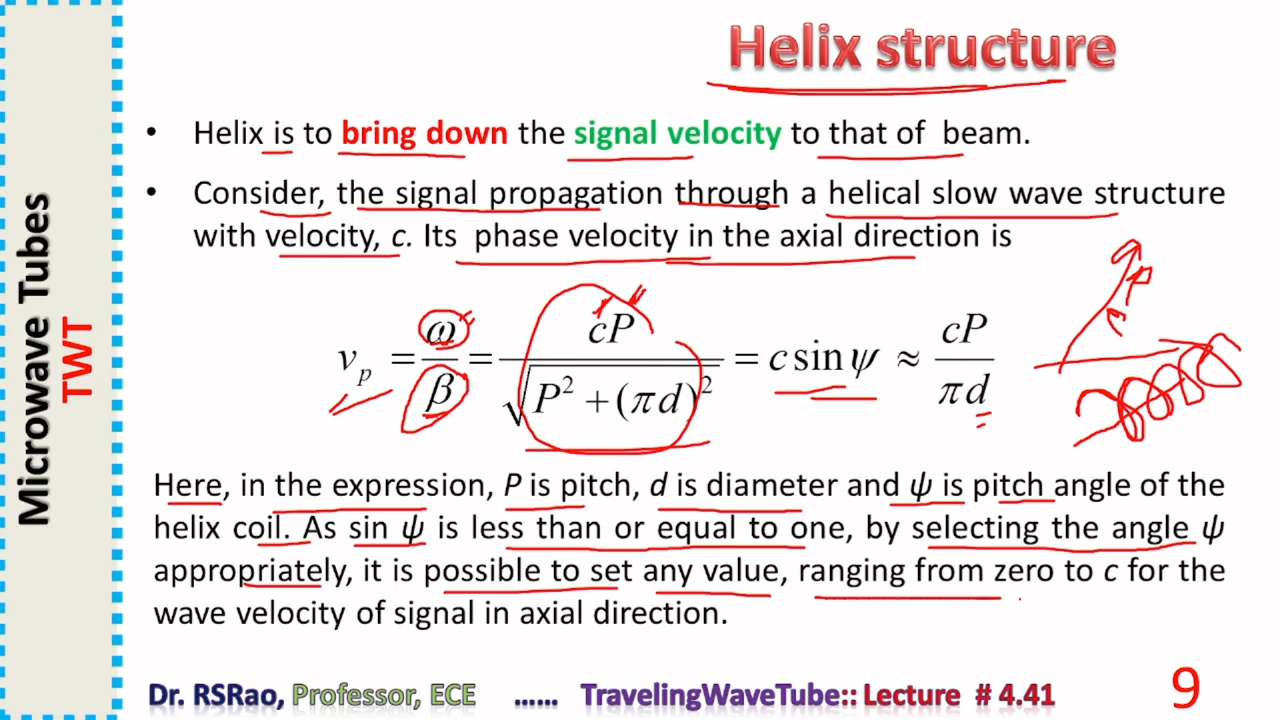 Microwave Tubes
TWT
Helix structure
• Helix is to bring down the signal velocity to that of beam.
• Consider, the signal propagation through a helical slow wave structure
with velocity, c. Its phase velocity in the axial direction is
v_p = ω/β = cP/√(P² + (πd)²) = c sin ψ ≈ cP/πd
Here, in the expression, P is pitch, d is diameter and ψ is pitch angle of the
helix coil. As sin ψ is less than or equal to one, by selecting the angle ψ
appropriately, it is possible to set any value, ranging from zero to c for the
wave velocity of signal in axial direction.
Dr. RSRao, Professor, ECE ...... TravelingWaveTube:: Lecture # 4.41
9